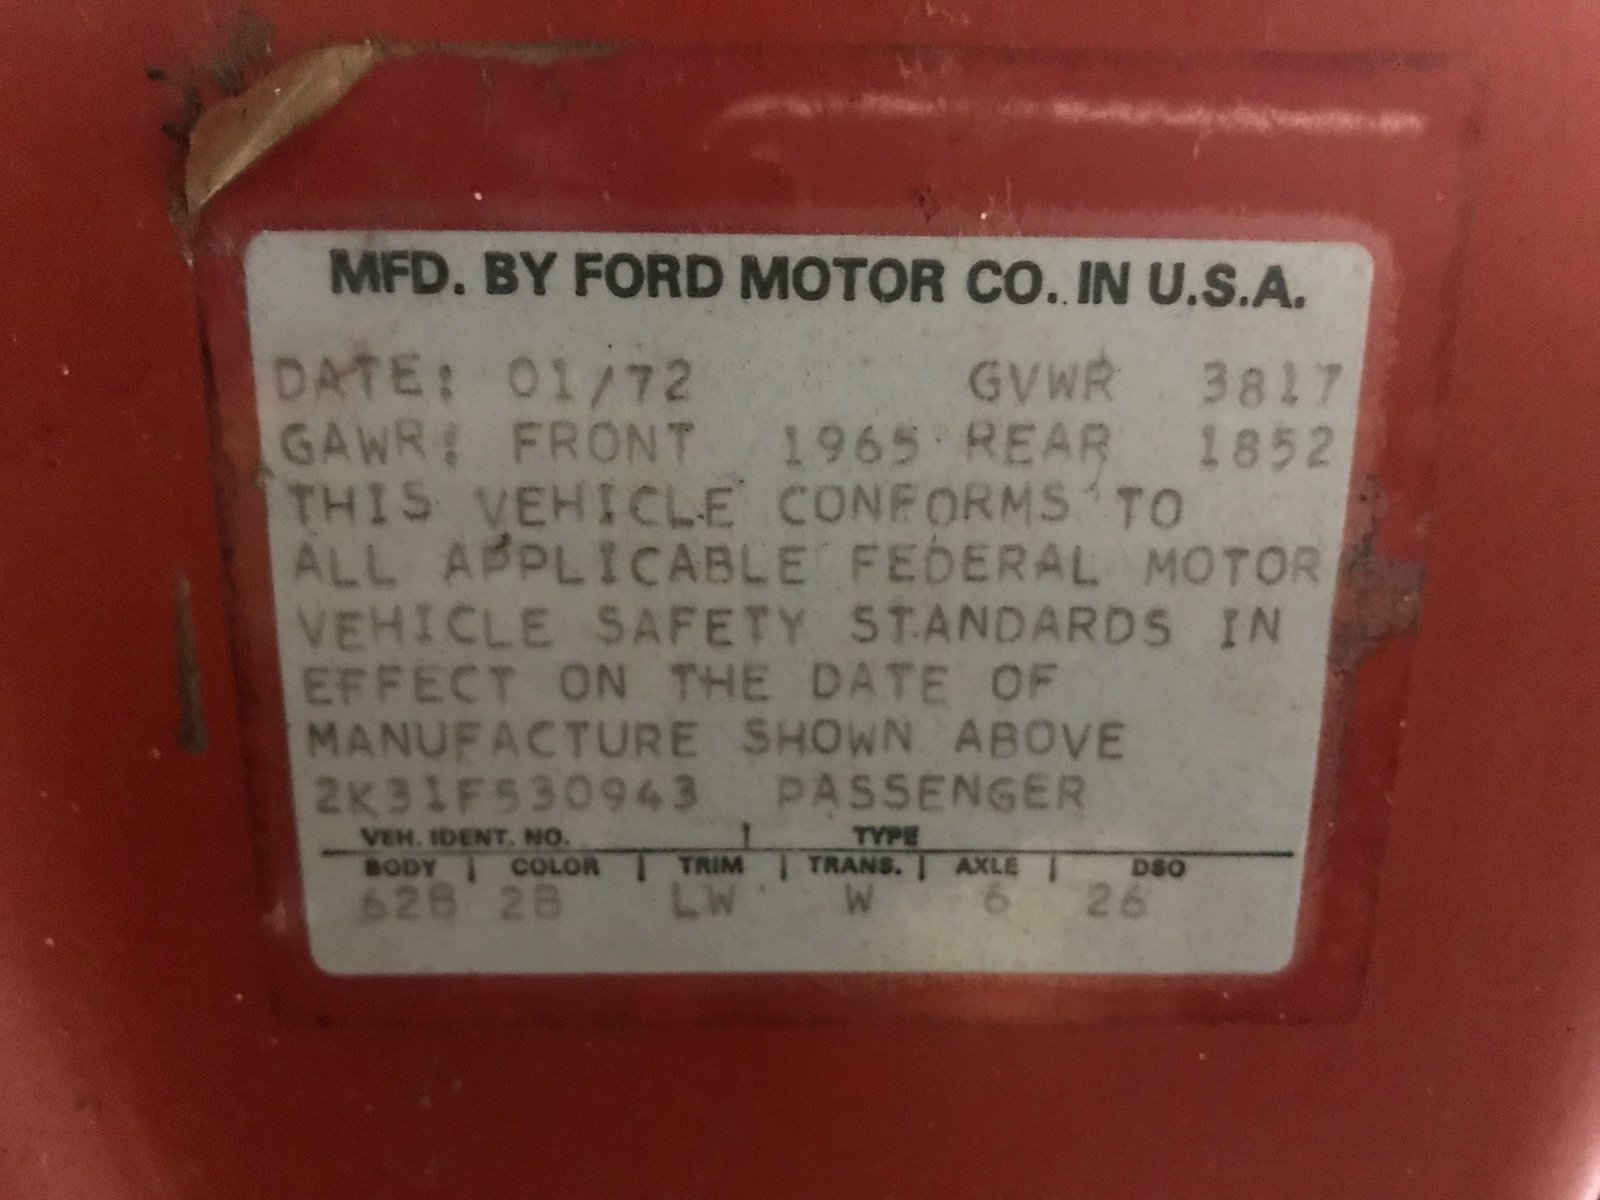 MFD. BY FORD MOTOR CO. IN U.S.A.
DATE: 01/72 GVWR 3817
GAWR: FRONT 1965 REAR 1852
THIS VEHICLE CONFORMS TO
ALL APPLICABLE FEDERAL MOTOR
VEHICLE SAFETY STANDARDS IN
EFFECT ON THE DATE OF
MANUFACTURE SHOWN ABOVE
2K31F530943 PASSENGER
VEH. IDENT. NO. | TYPE
BODY | COLOR | TRIM | TRANS. | AXLE | DSO
62B 2B LW W 6 26